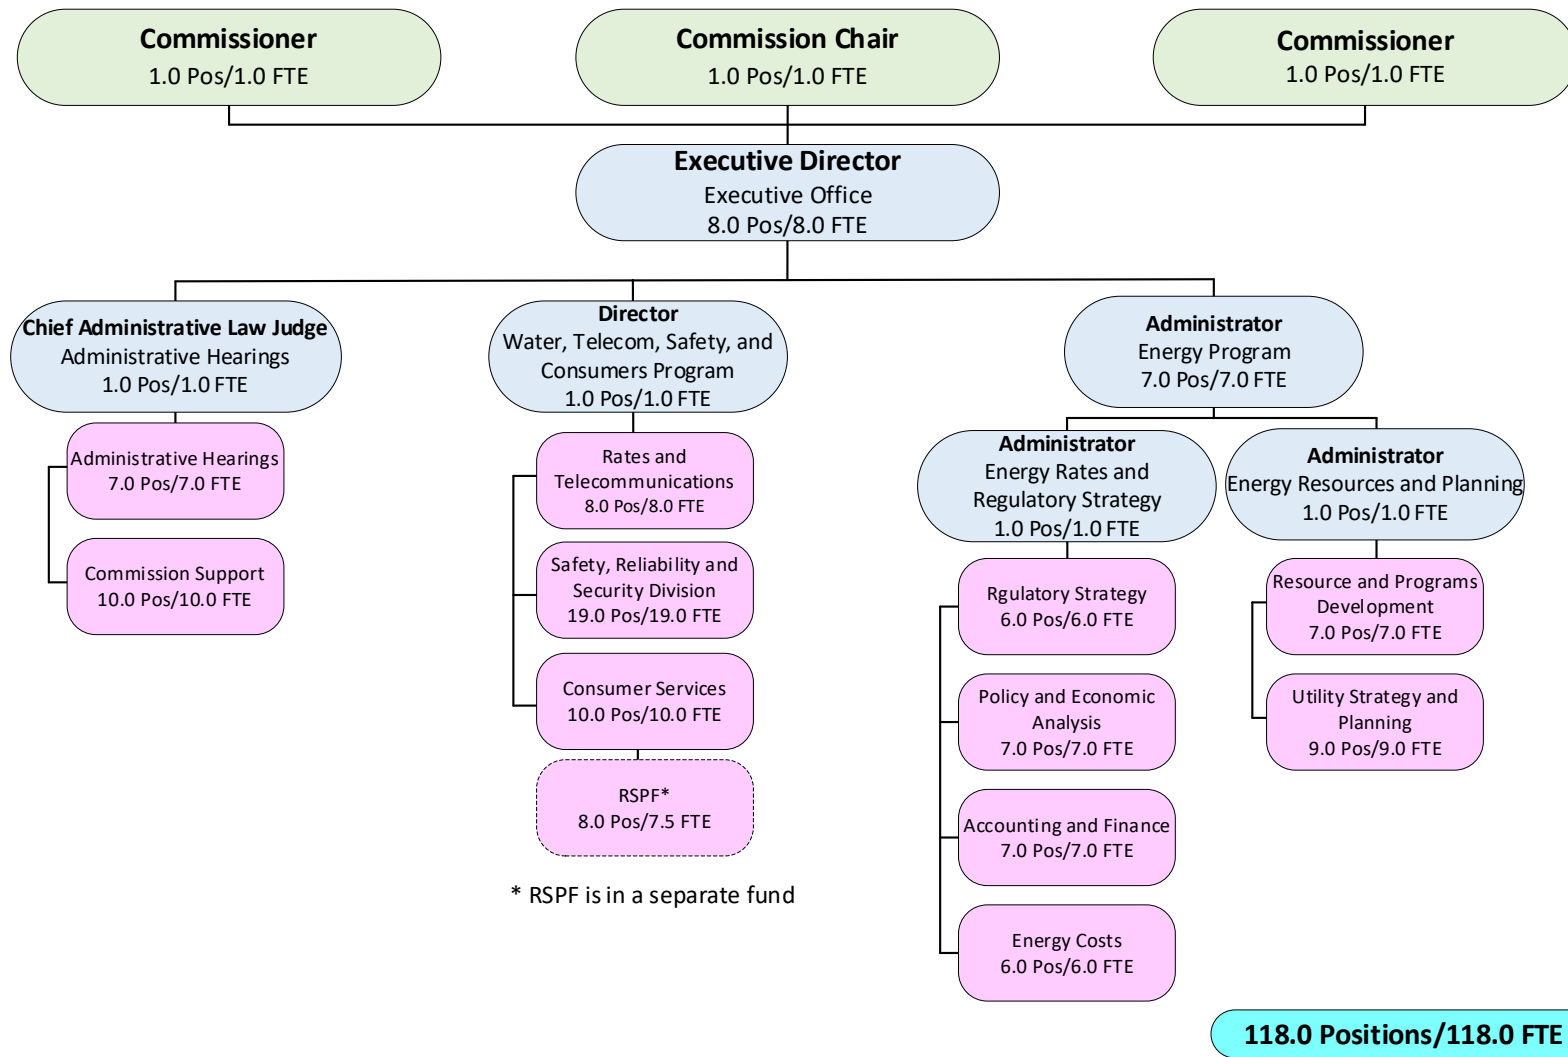 Commissioner
1.0 Pos/1.0 FTE
Commission Chair
1.0 Pos/1.0 FTE
Commissioner
1.0 Pos/1.0 FTE
Executive Director
Executive Office
8.0 Pos/8.0 FTE
Chief Administrative Law Judge
Administrative Hearings
1.0 Pos/1.0 FTE
Administrative Hearings
7.0 Pos/7.0 FTE
Commission Support
10.0 Pos/10.0 FTE
Director
Water, Telecom, Safety, and
Consumers Program
1.0 Pos/1.0 FTE
Rates and
Telecommunications
8.0 Pos/8.0 FTE
Safety, Reliability and
Security Division
19.0 Pos/19.0 FTE
Consumer Services
10.0 Pos/10.0 FTE
RSPF*
8.0 Pos/7.5 FTE
* RSPF is in a separate fund
Administrator
Energy Program
7.0 Pos/7.0 FTE
Administrator
Energy Rates and
Regulatory Strategy
1.0 Pos/1.0 FTE
Rgulatory Strategy
6.0 Pos/6.0 FTE
Policy and Economic
Analysis
7.0 Pos/7.0 FTE
Accounting and Finance
7.0 Pos/7.0 FTE
Energy Costs
6.0 Pos/6.0 FTE
Administrator
Energy Resources and Planning
1.0 Pos/1.0 FTE
Resource and Programs
Development
7.0 Pos/7.0 FTE
Utility Strategy and
Planning
9.0 Pos/9.0 FTE
118.0 Positions/118.0 FTE